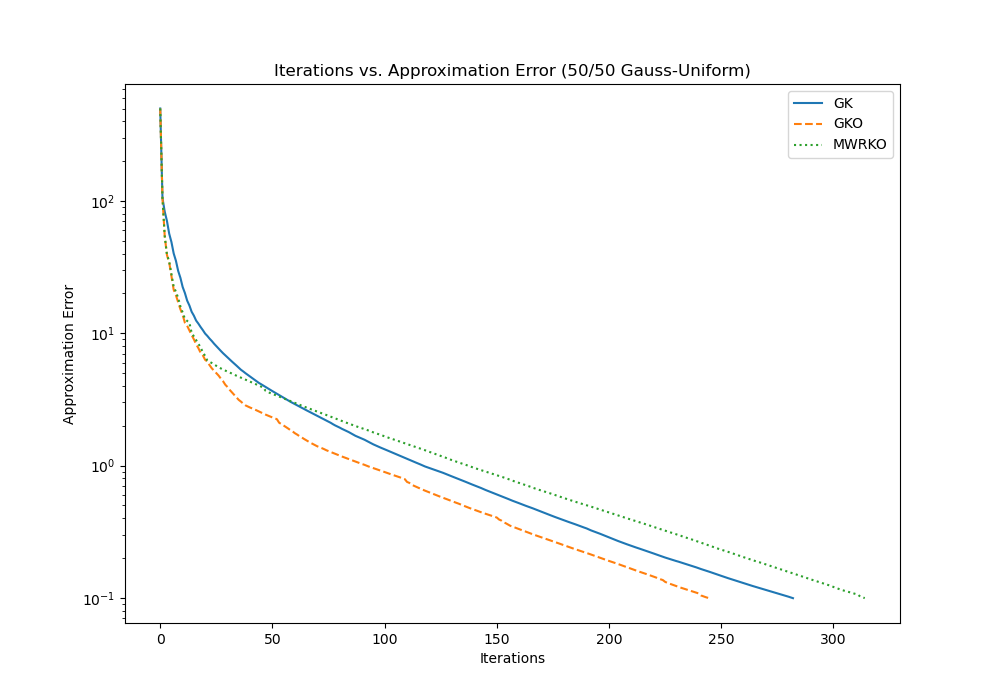 Iterations vs. Approximation Error (50/50 Gauss-Uniform)
GK
GKO
MWRKO
Approximation Error
10^2
10^1
10^0
10^-1
0 50 100 150 200 250 300
Iterations